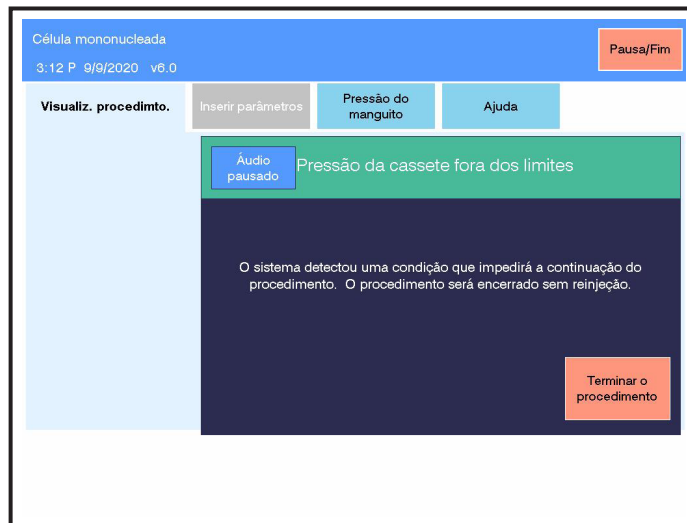 Célula mononucleada
Pausa/Fim
3:12 P 9/9/2020 v6.0
Visualiz. procedimto.
Inserir parâmetros
Pressão do
manguito
Ajuda
Áudio
pausado
Pressão da cassete fora dos limites
O sistema detectou uma condição que impedirá a continuação do
procedimento. O procedimento será encerrado sem reinjeção.
Terminar o
procedimento